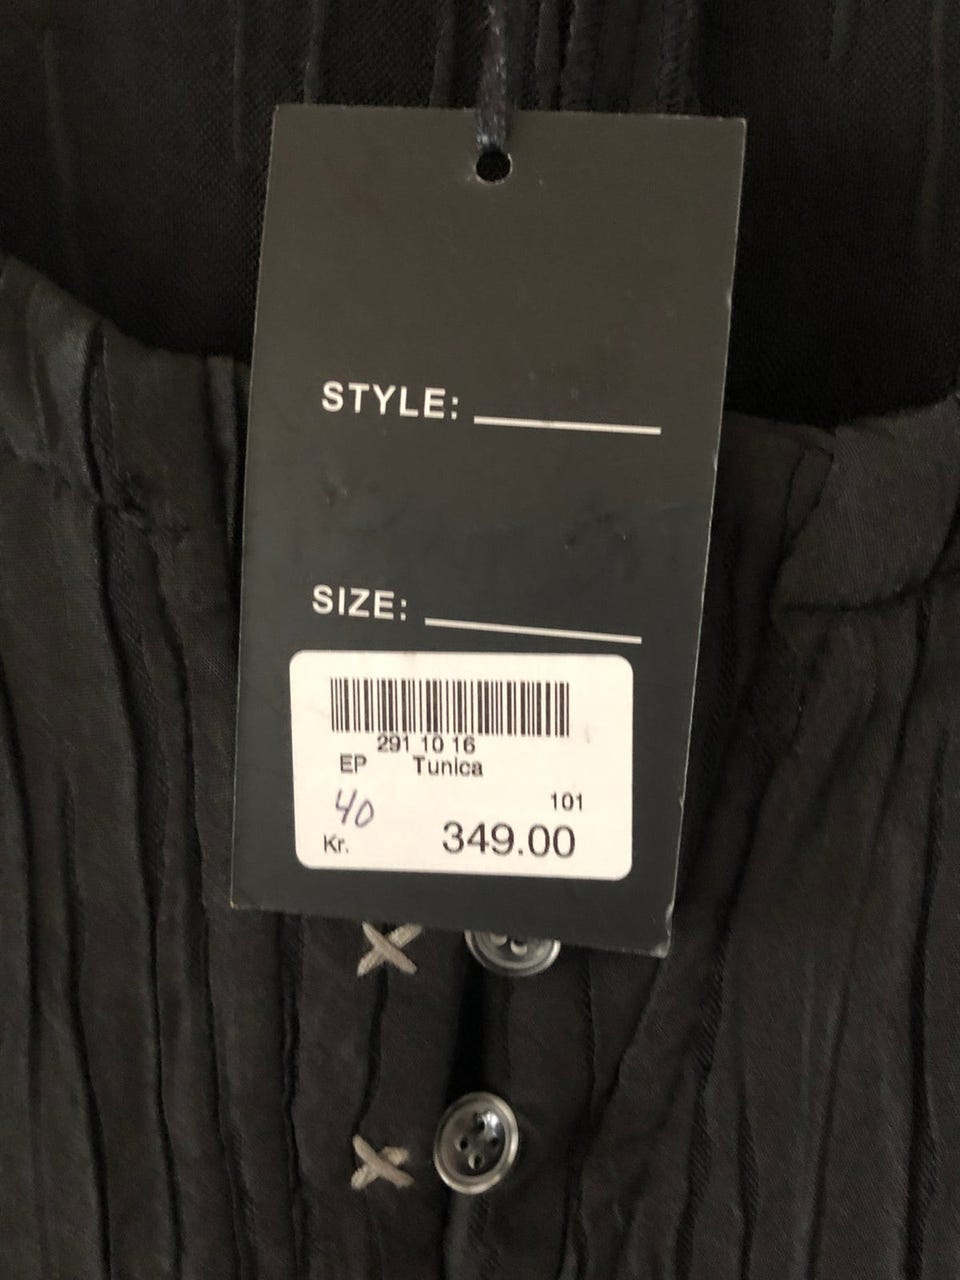 STYLE:
SIZE:
291 10 16
EP Tunica
101
40
Kr. 349.00